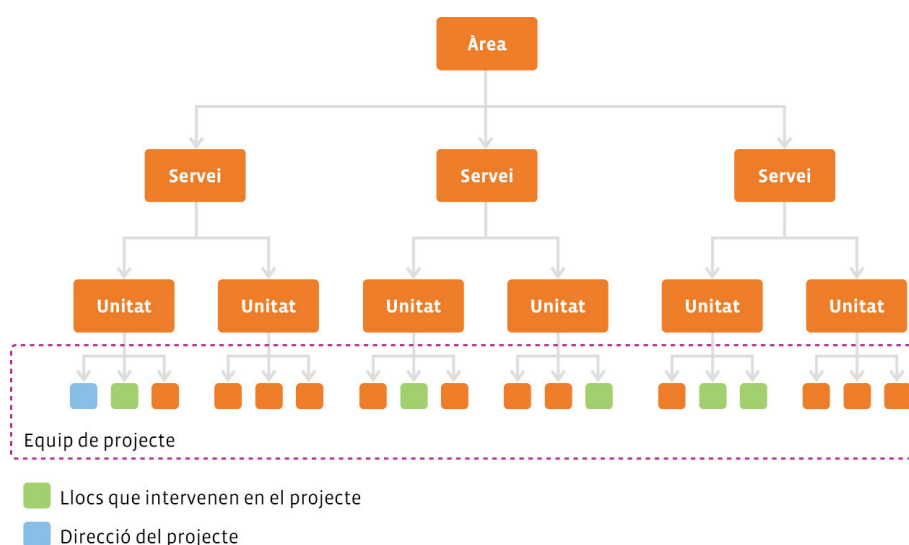 Àrea
Servei Servei Servei
Unitat Unitat Unitat Unitat Unitat Unitat
Equip de projecte
Llocs que intervenen en el projecte
Direcció del projecte